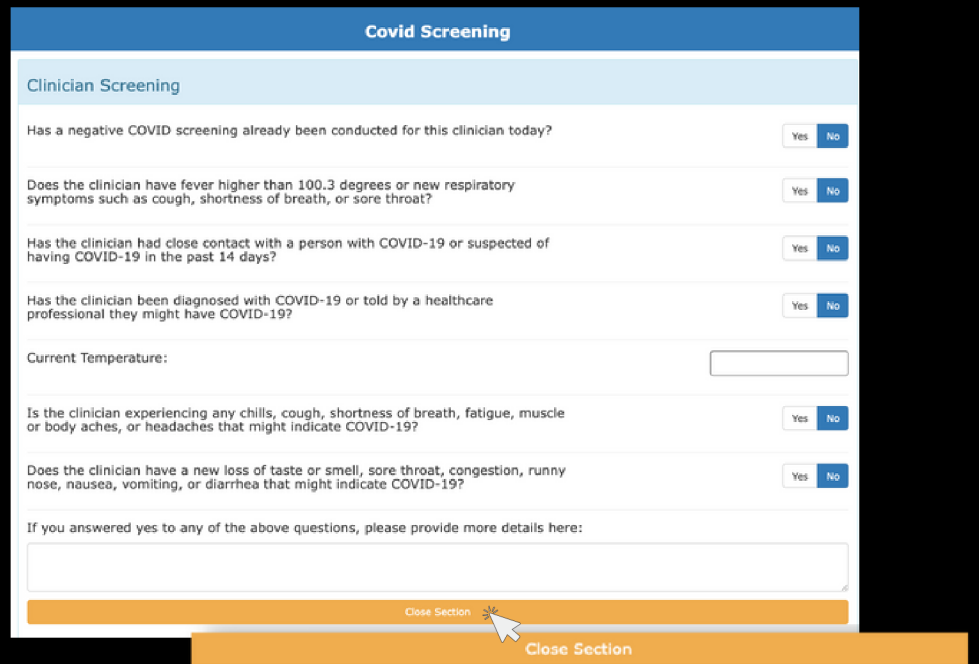 Covid Screening
Clinician Screening
Has a negative COVID screening already been conducted for this clinician today?
Yes No
Does the clinician have fever higher than 100.3 degrees or new respiratory
symptoms such as cough, shortness of breath, or sore throat?
Yes No
Has the clinician had close contact with a person with COVID-19 or suspected of
having COVID-19 in the past 14 days?
Yes No
Has the clinician been diagnosed with COVID-19 or told by a healthcare
professional they might have COVID-19?
Yes No
Current Temperature:
Is the clinician experiencing any chills, cough, shortness of breath, fatigue, muscle
or body aches, or headaches that might indicate COVID-19?
Yes No
Does the clinician have a new loss of taste or smell, sore throat, congestion, runny
nose, nausea, vomiting, or diarrhea that might indicate COVID-19?
Yes No
If you answered yes to any of the above questions, please provide more details here:
Close Section
Close Section